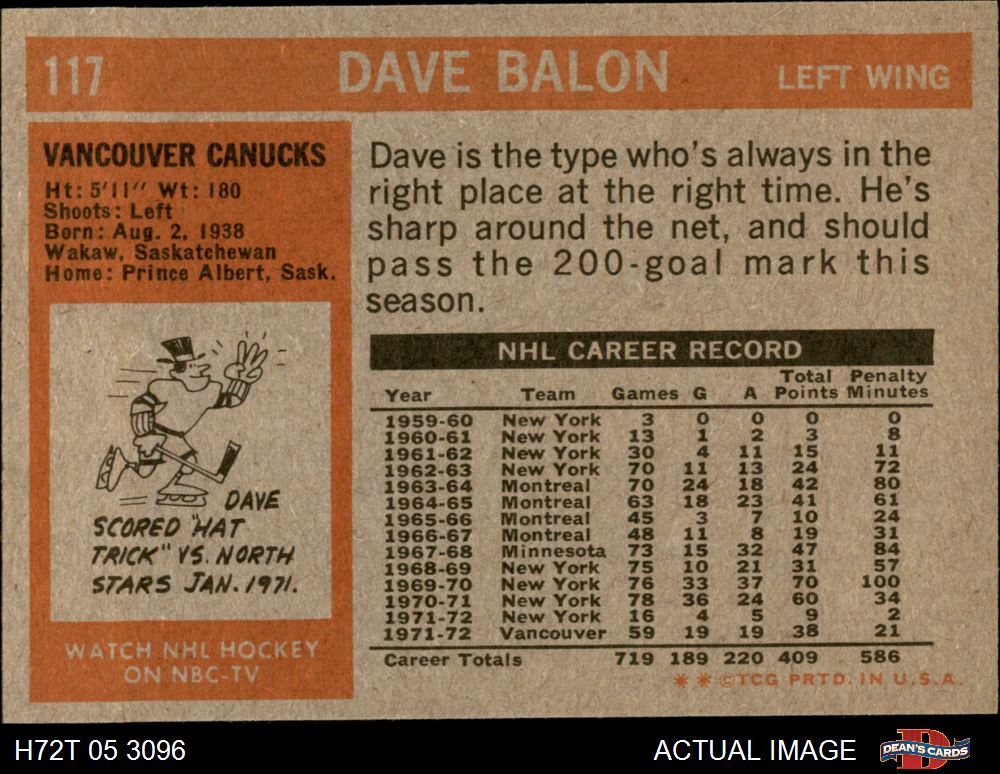 117 DAVE BALON LEFT WING
VANCOUVER CANUCKS
Ht: 5'11" Wt: 180
Shoots: Left
Born: Aug. 2, 1938
Wakaw, Saskatchewan
Home: Prince Albert, Sask.
DAVE
SCORED "HAT
TRICK" VS. NORTH
STARS JAN. 1971.
WATCH NHL HOCKEY
ON NBC-TV
Dave is the type who's always in the
right place at the right time. He's
sharp around the net, and should
pass the 200-goal mark this
season.
NHL CAREER RECORD
Total Penalty
Year Team Games G A Points Minutes
1959-60 New York 3 0 0 0 0
1960-61 New York 13 1 2 3 8
1961-62 New York 30 4 11 15 11
1962-63 New York 70 11 13 24 72
1963-64 Montreal 70 24 18 42 80
1964-65 Montreal 63 18 23 41 61
1965-66 Montreal 45 3 7 10 24
1966-67 Montreal 48 11 8 19 31
1967-68 Minnesota 73 15 32 47 84
1968-69 New York 75 10 21 31 57
1969-70 New York 76 33 37 70 100
1970-71 New York 78 36 24 60 34
1971-72 New York 16 4 5 9 2
1971-72 Vancouver 59 19 19 38 21
Career Totals 719 189 220 409 586
* * ©TCG PRTD. IN U.S.A.
H72T 05 3096 ACTUAL IMAGE DEAN'S CARDS